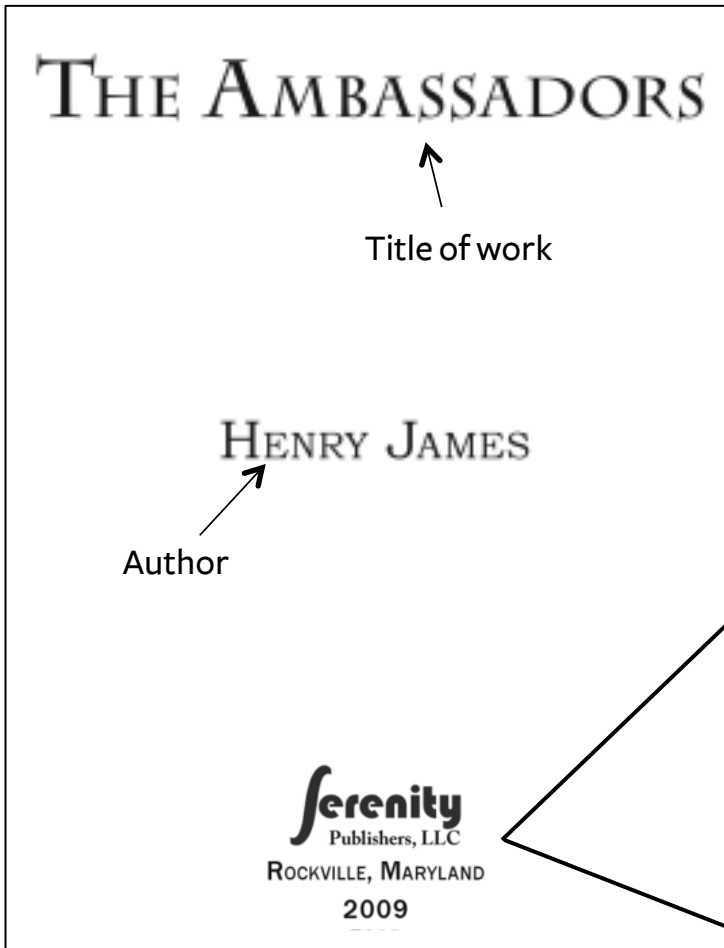 THE AMBASSADORS
Title of work
HENRY JAMES
Author
Serenity
Publishers, LLC
ROCKVILLE, MARYLAND
2009